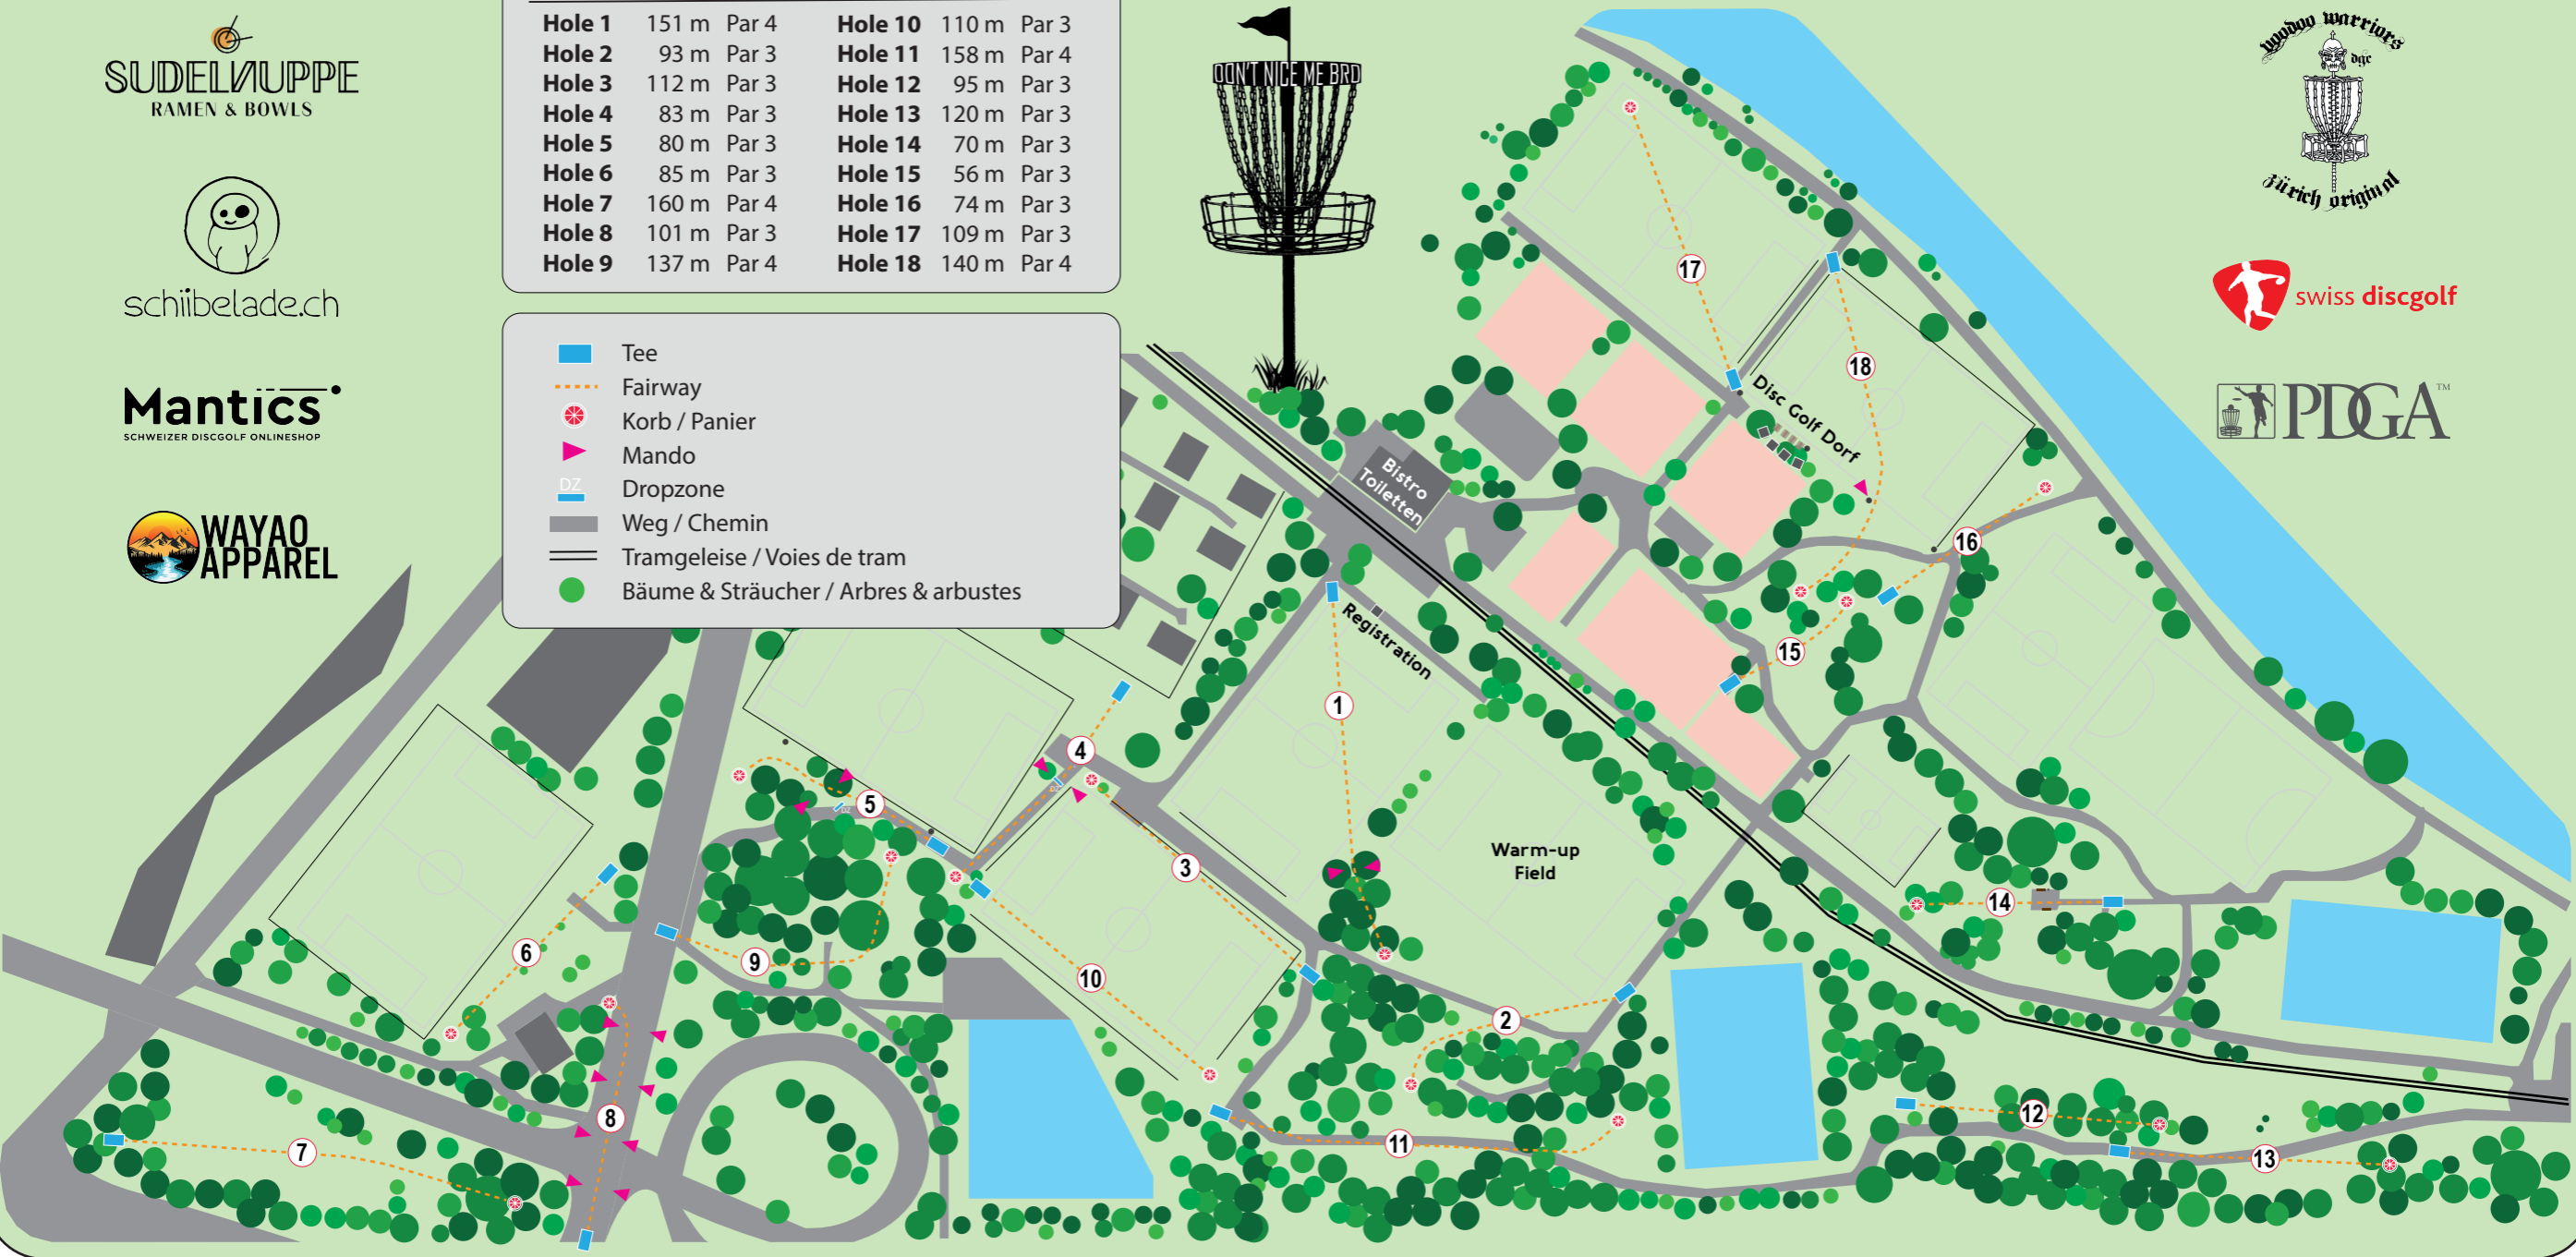 SUDELNUPPE
RAMEN & BOWLS
schiibelade.ch
Mantics
SCHWEIZER DISCGOLF ONLINESHOP
WAYAO
APPAREL
Hole 1 151 m Par 4 Hole 10 110 m Par 3
Hole 2 93 m Par 3 Hole 11 158 m Par 4
Hole 3 112 m Par 3 Hole 12 95 m Par 3
Hole 4 83 m Par 3 Hole 13 120 m Par 3
Hole 5 80 m Par 3 Hole 14 70 m Par 3
Hole 6 85 m Par 3 Hole 15 56 m Par 3
Hole 7 160 m Par 4 Hole 16 74 m Par 3
Hole 8 101 m Par 3 Hole 17 109 m Par 3
Hole 9 137 m Par 4 Hole 18 140 m Par 4
Tee
Fairway
Korb / Panier
Mando
DZ
Dropzone
Weg / Chemin
Tramgeleise / Voies de tram
Bäume & Sträucher / Arbres & arbustes
DON'T NICE ME BRO
voodoo warriors
dgc
zürich original
swiss discgolf
PDGA™
17
18
Disc Golf Dorf
Bistro
Toiletten
16
Registration
15
1
4
DZ
5
DZ
3
Warm-up
Field
14
6
9
10
2
8
7
11
12
13